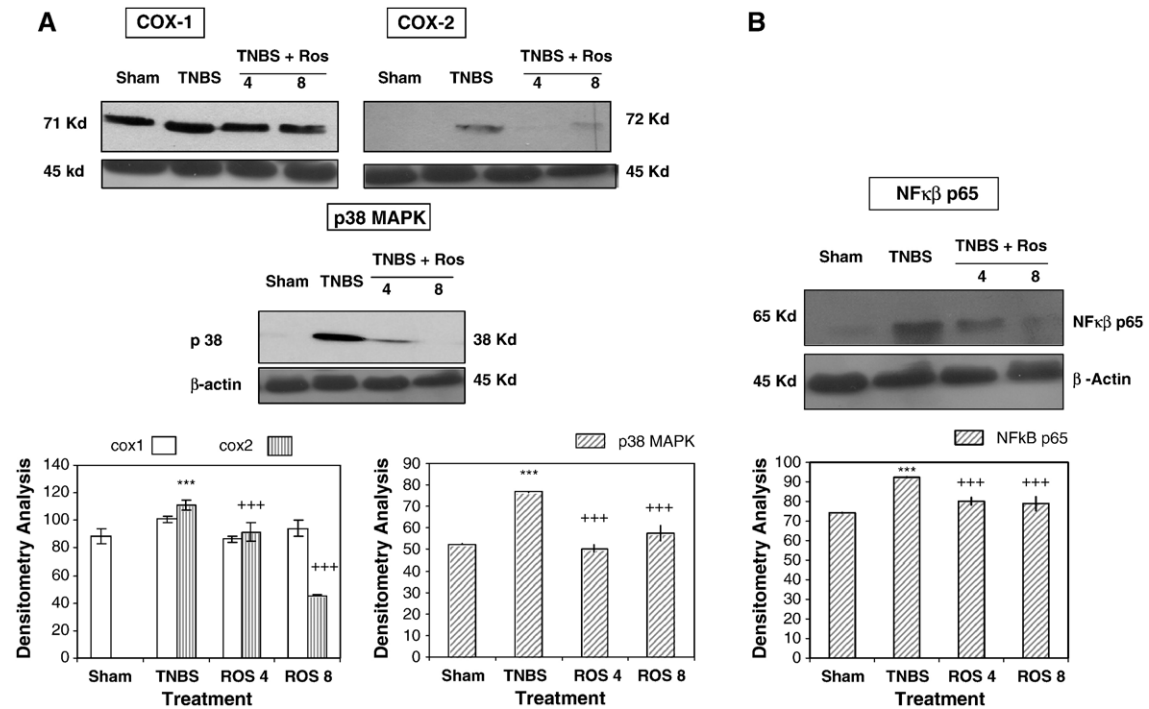 A
COX-1
COX-2
B
TNBS + Ros
TNBS + Ros
Sham TNBS 4 8
Sham TNBS 4 8
71 Kd
72 Kd
45 kd
45 Kd
p38 MAPK
TNBS + Ros
Sham TNBS 4 8
p 38
38 Kd
β-actin
45 Kd
NFκβ p65
TNBS + Ros
Sham TNBS 4 8
65 Kd
NFκβ p65
45 Kd
β -Actin
cox1
cox2
Densitometry Analysis
140
120
100
80
60
40
20
0
***
+++
+++
Sham TNBS ROS 4 ROS 8
Treatment
p38 MAPK
Densitometry Analysis
90
80
70
60
50
40
30
20
10
0
***
+++
+++
Sham TNBS ROS 4 ROS 8
Treatment
NFkB p65
Densitometry Analysis
100
90
80
70
60
50
40
30
20
10
0
***
+++
+++
Sham TNBS ROS 4 ROS 8
Treatment